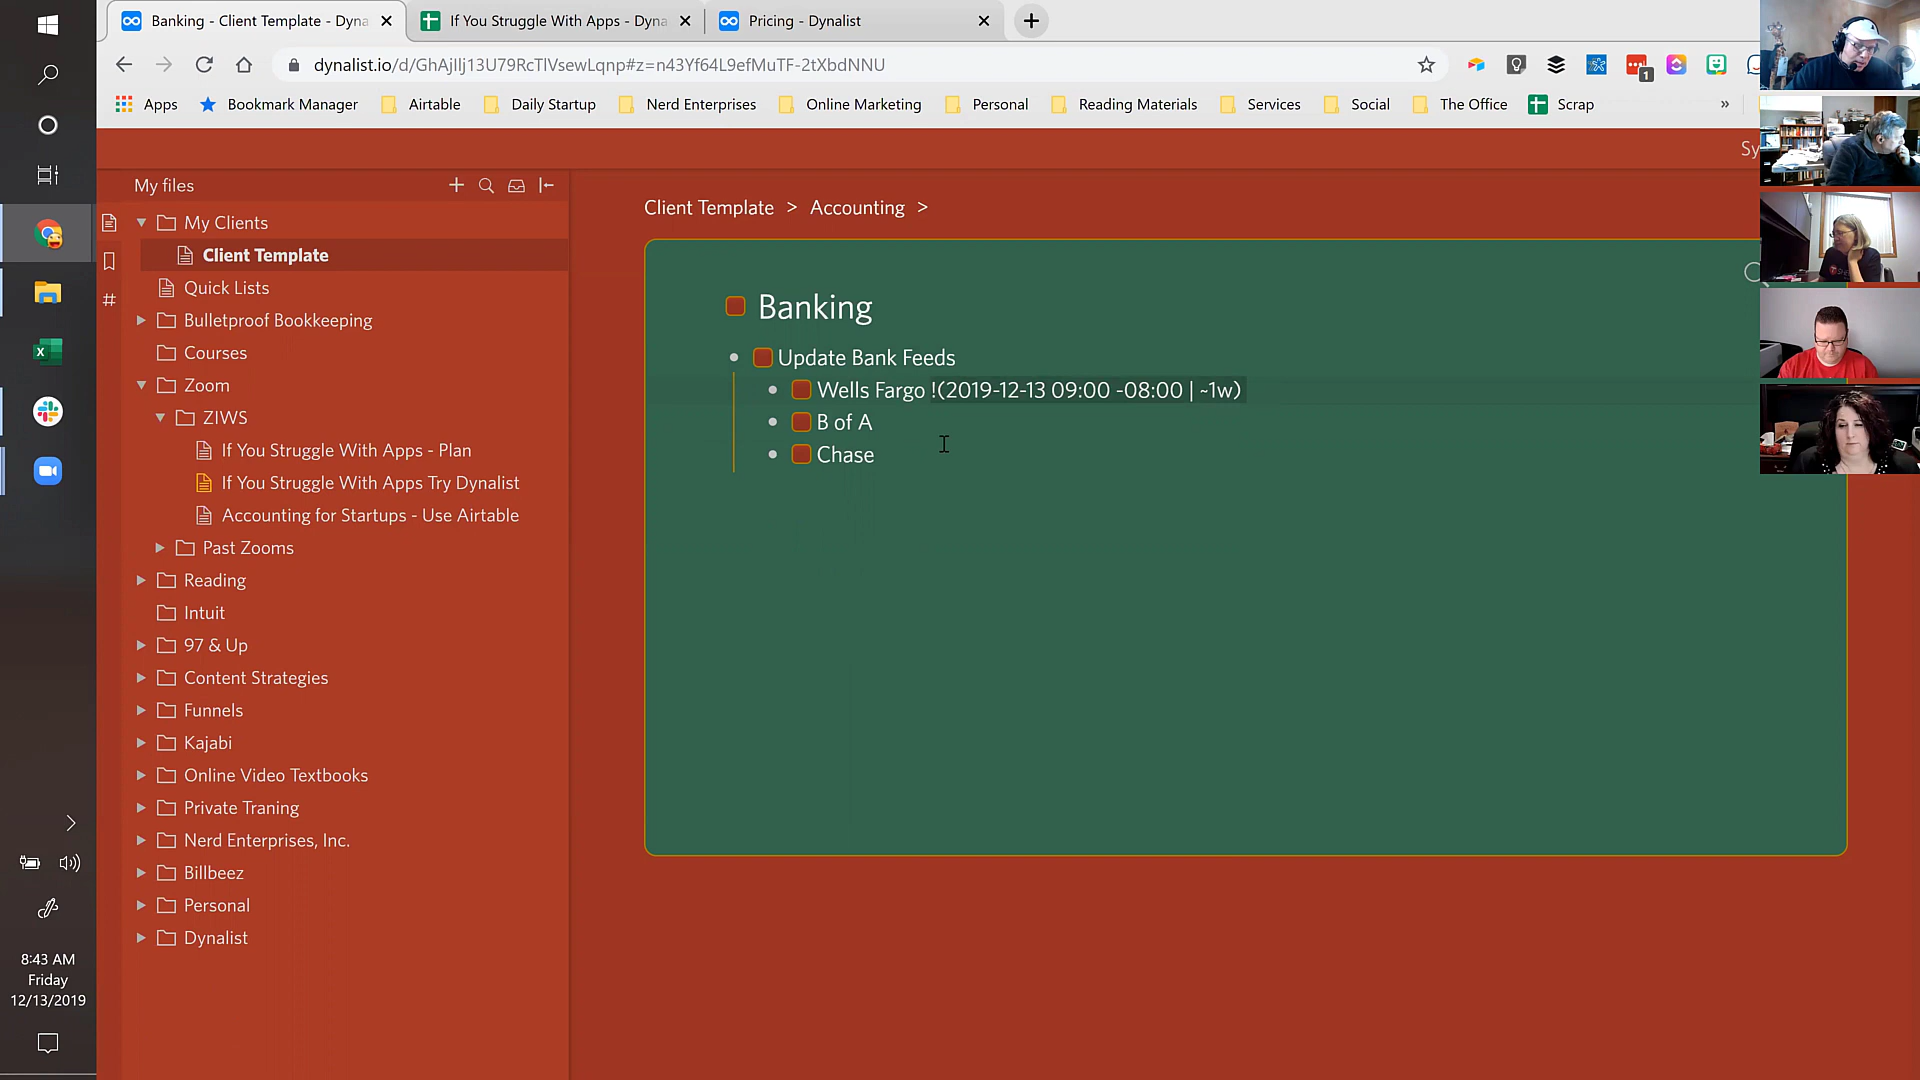 Banking - Client Template - Dyna
If You Struggle With Apps - Dyna
Pricing - Dynalist
dynalist.io/d/GhAjIlj13U79RcTlVsewLqnp#z=n43Yf64L9efMuTF-2tXbdNNU
1
Apps
Bookmark Manager
Airtable
Daily Startup
Nerd Enterprises
Online Marketing
Personal
Reading Materials
Services
Social
The Office
Scrap
»
Sy
My files
My Clients
Client Template
Quick Lists
Bulletproof Bookkeeping
Courses
Zoom
ZIWS
If You Struggle With Apps - Plan
If You Struggle With Apps Try Dynalist
Accounting for Startups - Use Airtable
Past Zooms
Reading
Intuit
97 & Up
Content Strategies
Funnels
Kajabi
Online Video Textbooks
Private Traning
Nerd Enterprises, Inc.
Billbeez
Personal
Dynalist
Client Template > Accounting >
Banking
Update Bank Feeds
Wells Fargo !(2019-12-13 09:00 -08:00 | ~1w)
B of A
Chase
8:43 AM
Friday
12/13/2019